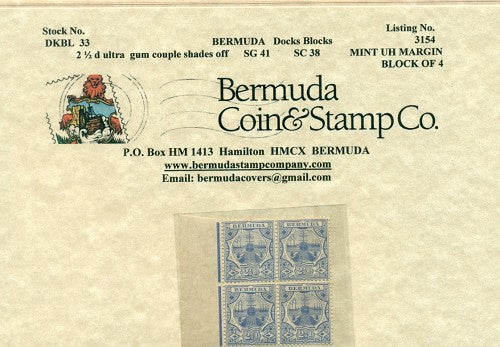 Stock No.
Listing No.
DKBL 33
BERMUDA Docks Blocks
3154
2 ½ d ultra gum couple shades off
SG 41
SC 38
MINT UH MARGIN
BLOCK OF 4
Bermuda
Coin&Stamp Co.
P.O. Box HM 1413 Hamilton HMCX BERMUDA
www.bermudastampcompany.com
Email: bermudacovers@gmail.com
BERMUDA
BERMUDA
BERMUDA
BERMUDA